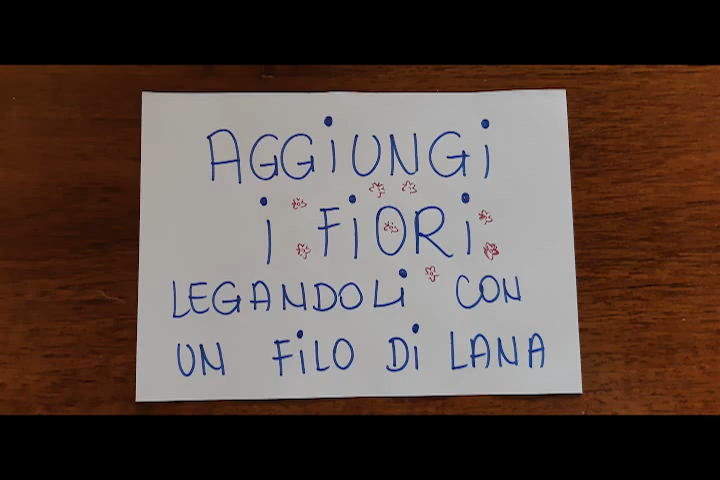 AGGiUNGi
i FiORi
LEGANDOLi CON
UN FiLO Di LANA